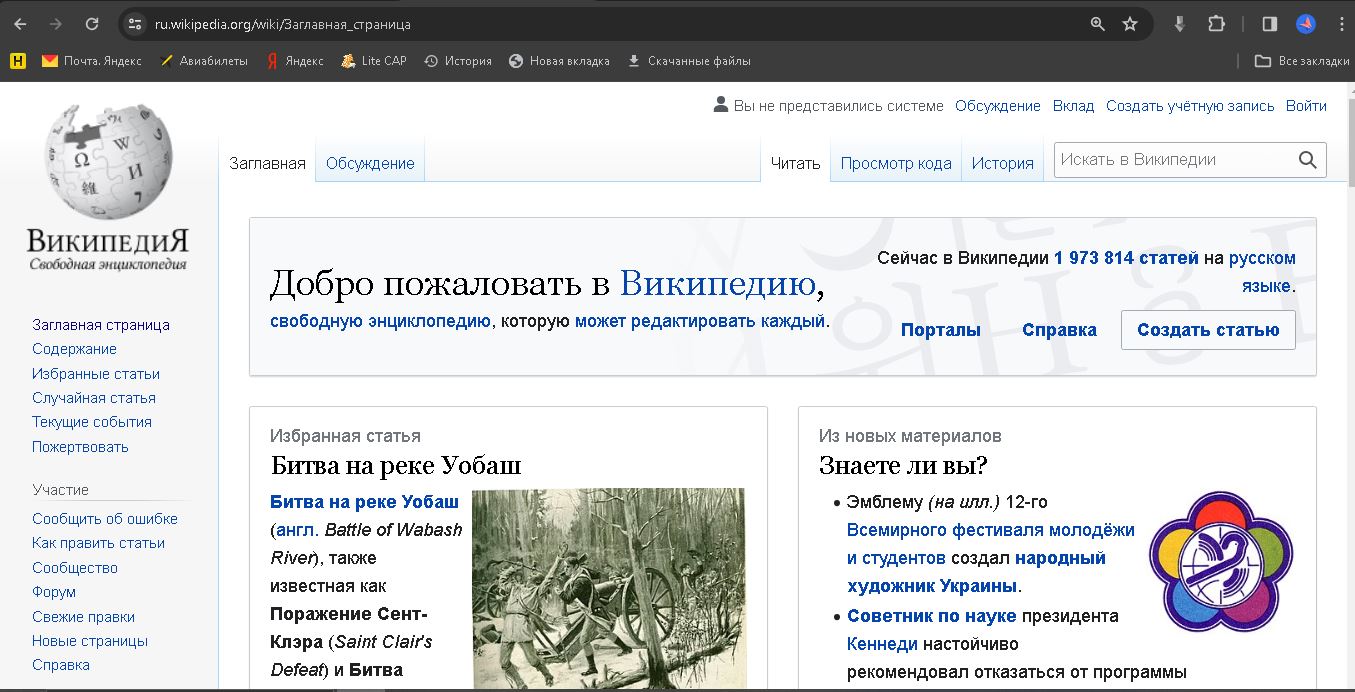 ru.wikipedia.org/wiki/Заглавная_страница
Н Почта. Яндекс Авиабилеты Я Яндекс Lite CAP История Новая вкладка Скачанные файлы Все закладки
Вы не представились системе Обсуждение Вклад Создать учётную запись Войти
Заглавная Обсуждение Читать Просмотр кода История Искать в Википедии
ВикипедиЯ
Свободная энциклопедия
Заглавная страница
Содержание
Избранные статьи
Случайная статья
Текущие события
Пожертвовать
Участие
Сообщить об ошибке
Как править статьи
Сообщество
Форум
Свежие правки
Новые страницы
Справка
Добро пожаловать в Википедию,
свободную энциклопедию, которую может редактировать каждый.
Сейчас в Википедии 1 973 814 статей на русском
языке.
Порталы Справка Создать статью
Избранная статья
Битва на реке Уобаш
Битва на реке Уобаш
(англ. Battle of Wabash
River), также
известная как
Поражение Сент-
Клэра (Saint Clair's
Defeat) и Битва
Из новых материалов
Знаете ли вы?
• Эмблему (на илл.) 12-го
Всемирного фестиваля молодёжи
и студентов создал народный
художник Украины.
• Советник по науке президента
Кеннеди настойчиво
рекомендовал отказаться от программы